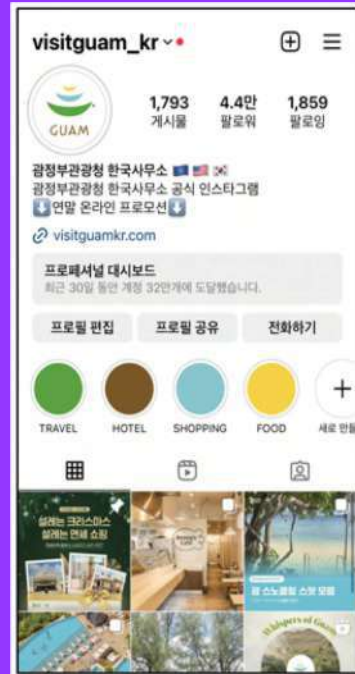 visitguam_kr
GUAM
1,793 4.4만 1,859
게시물 팔로워 팔로잉
괌정부관광청 한국사무소 🇬🇺 🇺🇸 🇰🇷
괌정부관광청 한국사무소 공식 인스타그램
⬇️연말 온라인 프로모션⬇️
visitguamkr.com
프로페셔널 대시보드
최근 30일 동안 계정 32만개에 도달했습니다.
프로필 편집 프로필 공유 전화하기
TRAVEL HOTEL SHOPPING FOOD 새로 만들
설레는 크리스마스
설레는 면세 쇼핑
괌 스노클링 스팟 모음
Whispers of Guam